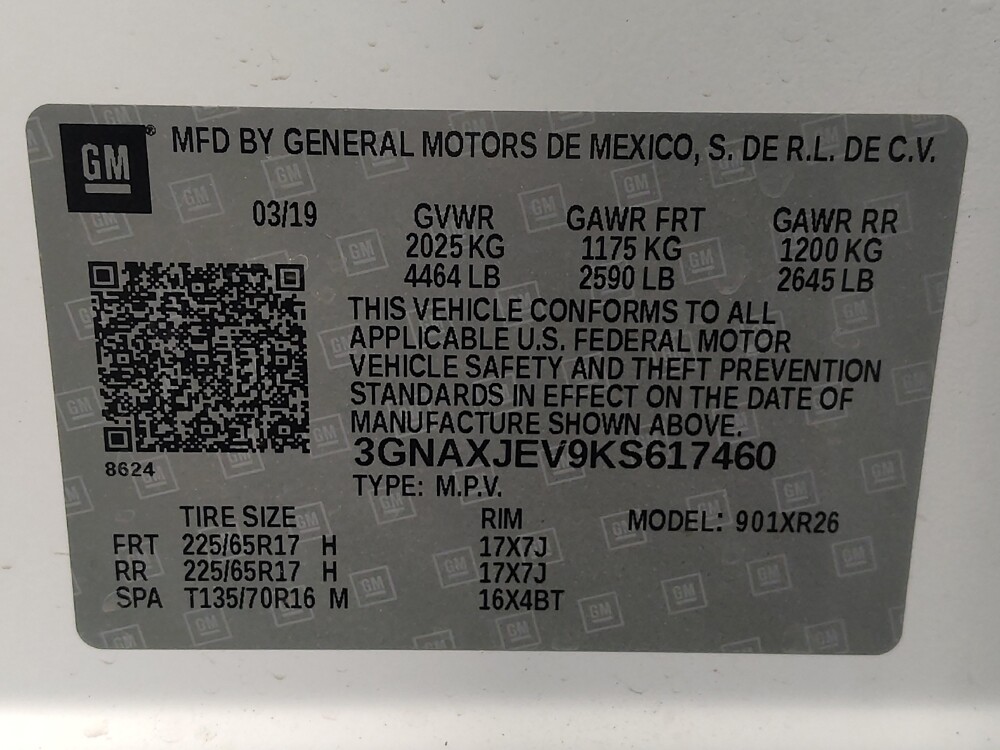 GM® MFD BY GENERAL MOTORS DE MEXICO, S. DE R.L. DE C.V.
03/19 GVWR GAWR FRT GAWR RR
2025 KG 1175 KG 1200 KG
4464 LB 2590 LB 2645 LB
THIS VEHICLE CONFORMS TO ALL
APPLICABLE U.S. FEDERAL MOTOR
VEHICLE SAFETY AND THEFT PREVENTION
STANDARDS IN EFFECT ON THE DATE OF
MANUFACTURE SHOWN ABOVE.
3GNAXJEV9KS617460
8624
TYPE: M.P.V.
TIRE SIZE RIM MODEL: 901XR26
FRT 225/65R17 H 17X7J
RR 225/65R17 H 17X7J
SPA T135/70R16 M 16X4BT